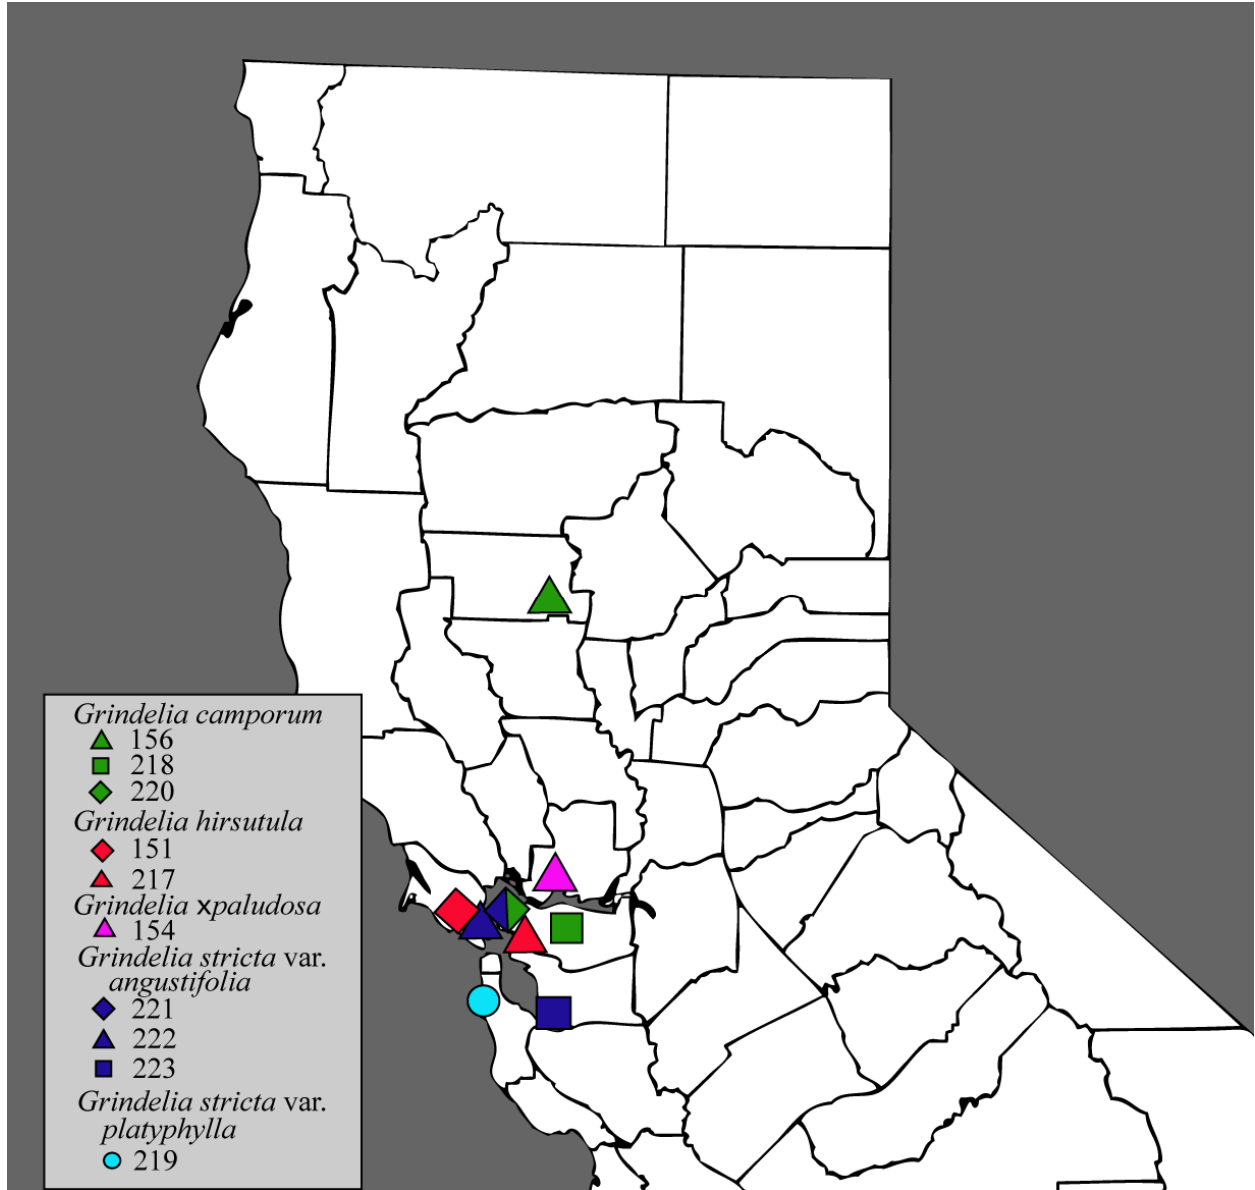 Grindelia camporum
156
218
220
Grindelia hirsutula
151
217
Grindelia xpaludosa
154
Grindelia stricta var.
angustifolia
221
222
223
Grindelia stricta var.
platyphylla
219